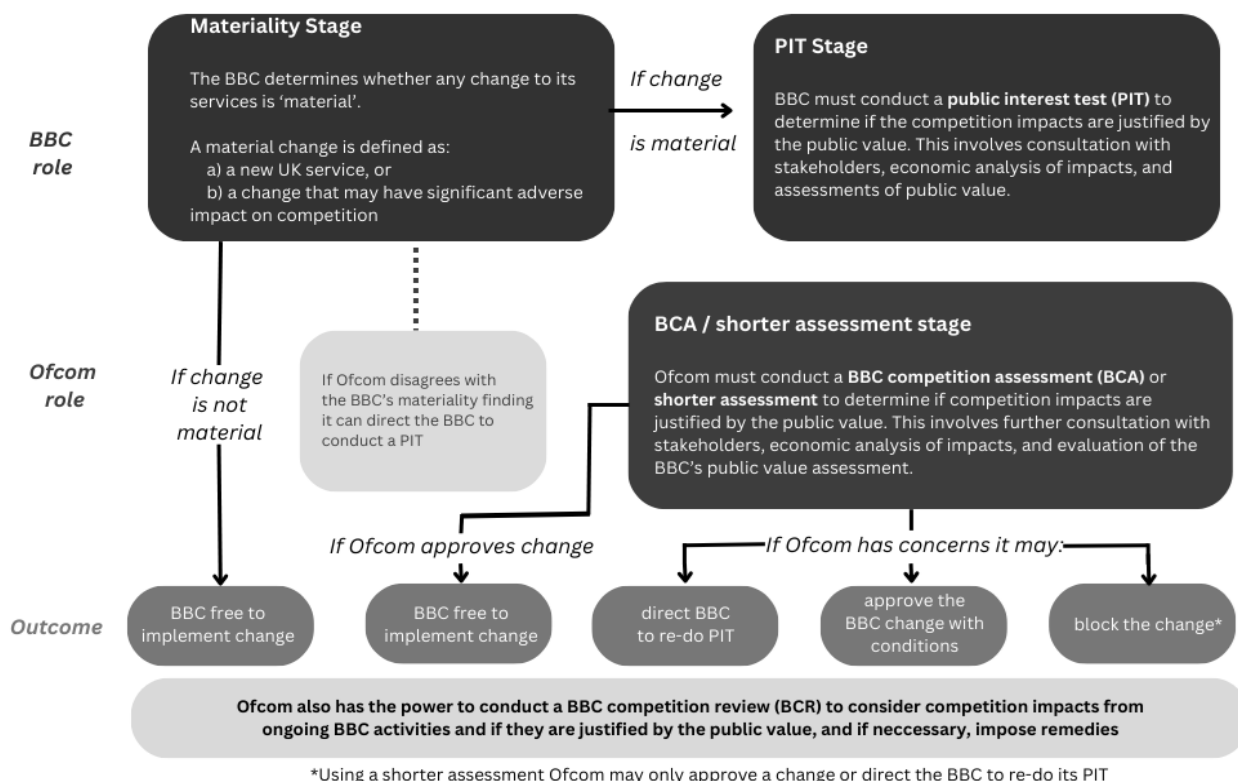 Materiality Stage
The BBC determines whether any change to its
services is ‘material’.
A material change is defined as:
a) a new UK service, or
b) a change that may have significant adverse
impact on competition
If change
is material
PIT Stage
BBC must conduct a public interest test (PIT) to
determine if the competition impacts are justified by
the public value. This involves consultation with
stakeholders, economic analysis of impacts, and
assessments of public value.
BBC
role
Ofcom
role
If change
is not
material
If Ofcom disagrees with
the BBC’s materiality finding
it can direct the BBC to
conduct a PIT
BCA / shorter assessment stage
Ofcom must conduct a BBC competition assessment (BCA) or
shorter assessment to determine if competition impacts are
justified by the public value. This involves further consultation with
stakeholders, economic analysis of impacts, and evaluation of the
BBC’s public value assessment.
If Ofcom approves change
If Ofcom has concerns it may:
Outcome
BBC free to
implement change
BBC free to
implement change
direct BBC
to re-do PIT
approve the
BBC change with
conditions
block the change*
Ofcom also has the power to conduct a BBC competition review (BCR) to consider competition impacts from
ongoing BBC activities and if they are justified by the public value, and if neccessary, impose remedies
*Using a shorter assessment Ofcom may only approve a change or direct the BBC to re-do its PIT